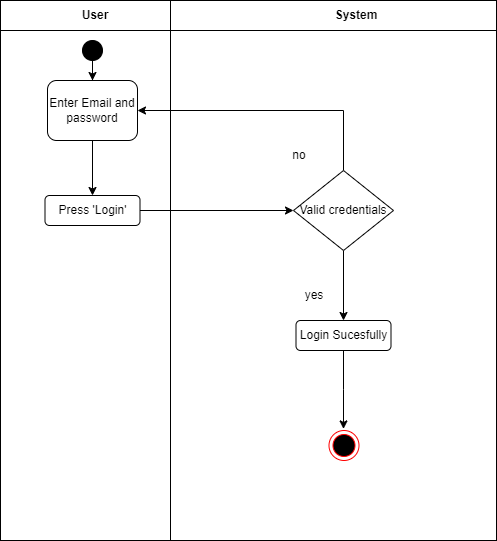 User
System
Enter Email and
password
no
Press 'Login'
Valid credentials
yes
Login Sucesfully